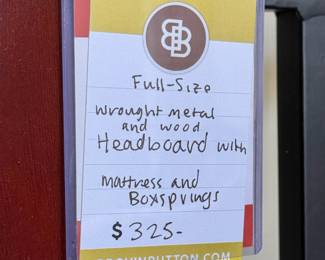 Full-Size
wrought metal
and wood
Headboard with
mattress and
Boxsprings
$325-